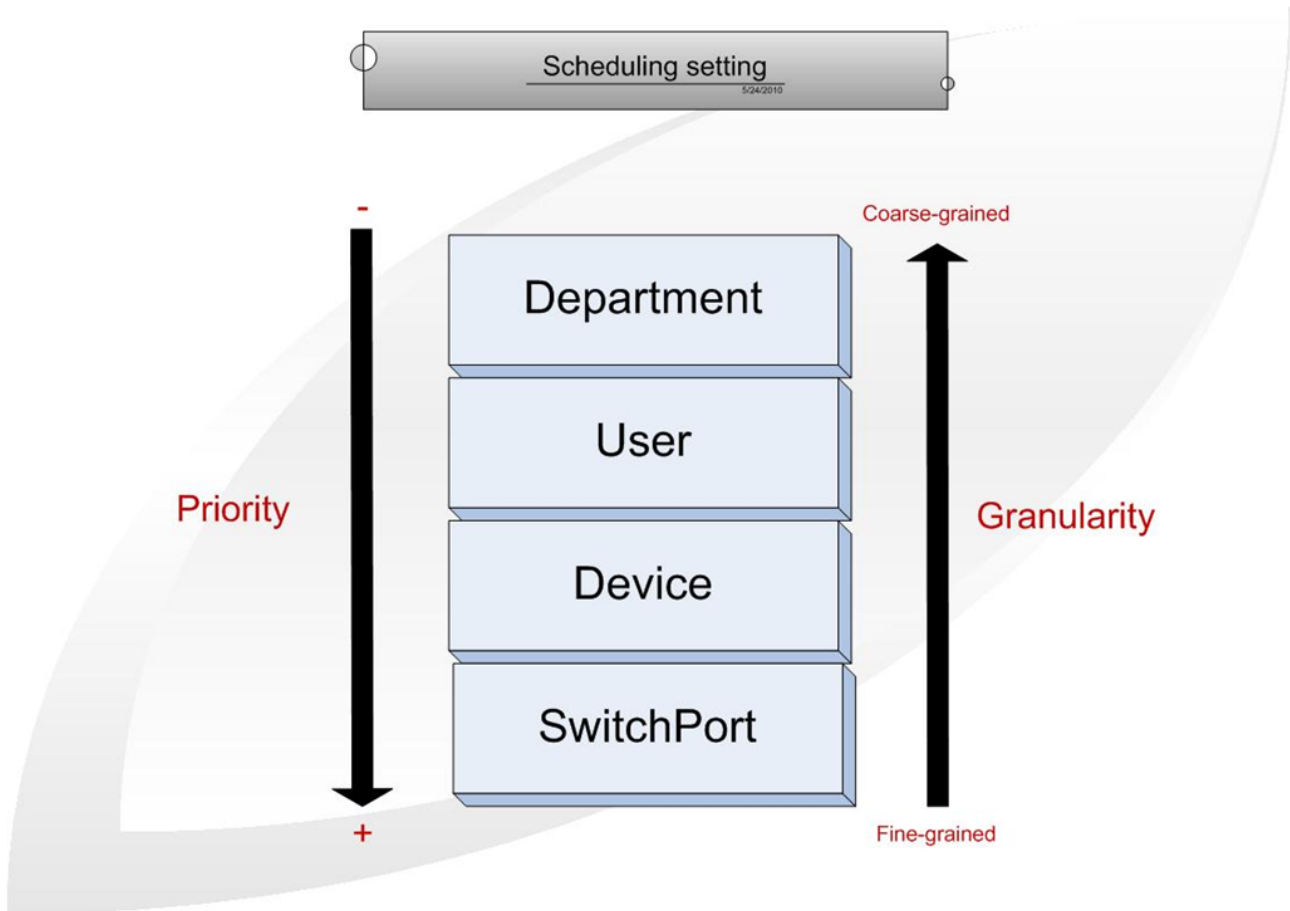 Scheduling setting
5/24/2010
-
Coarse-grained
Department
User
Priority
Granularity
Device
SwitchPort
+
Fine-grained